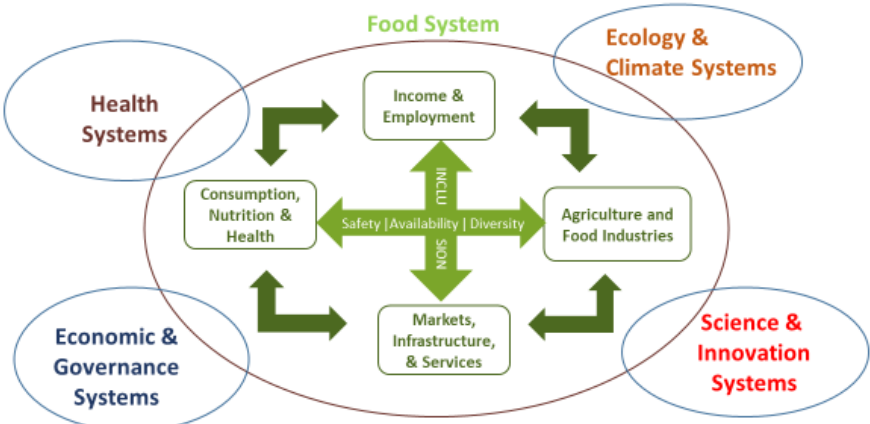 Food System
Ecology &
Climate Systems
Health
Systems
Income &
Employment
Consumption,
Nutrition &
Health
INCLU
Safety |Availability | Diversity
SION
Agriculture and
Food Industries
Markets,
Infrastructure,
& Services
Economic &
Governance
Systems
Science &
Innovation
Systems